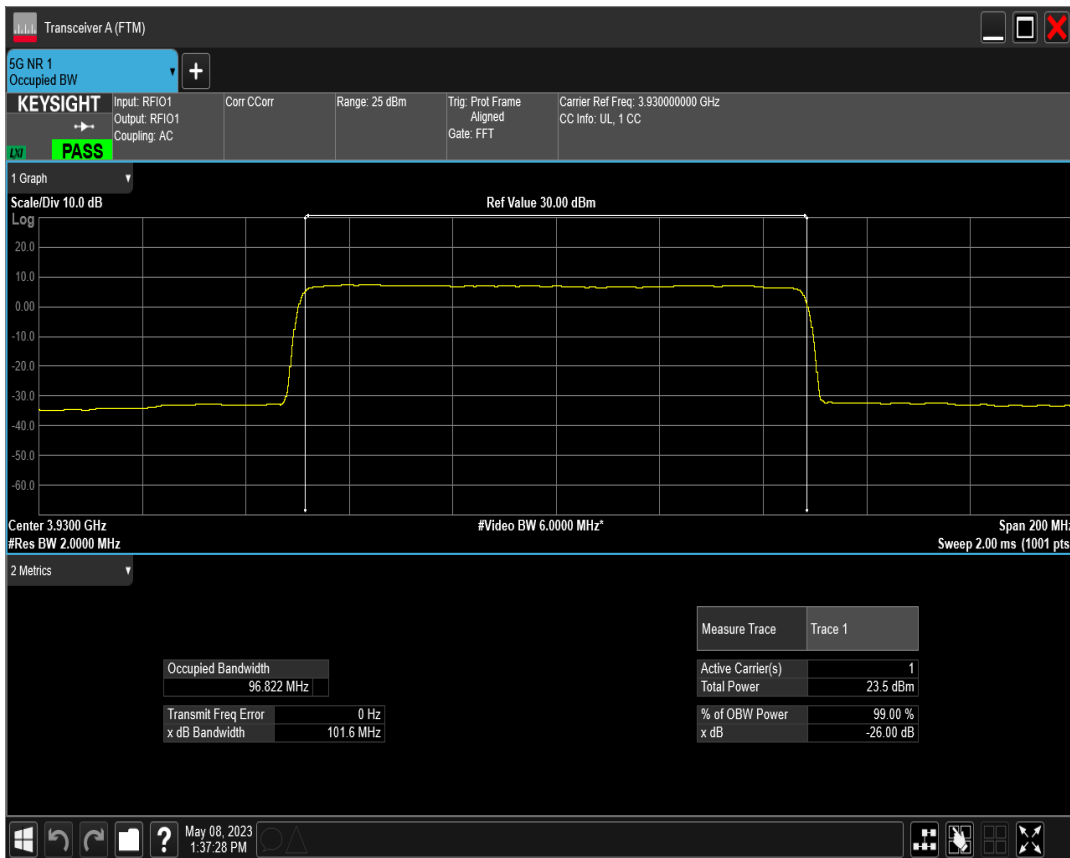 Transceiver A (FTM)
5G NR 1
Occupied BW
+
KEYSIGHT
LXI
PASS
Input: RFIO1
Output: RFIO1
Coupling: AC
Corr CCorr
Range: 25 dBm
Trig: Prot Frame
Aligned
Gate: FFT
Carrier Ref Freq: 3.930000000 GHz
CC Info: UL, 1 CC
1 Graph
Scale/Div 10.0 dB
Ref Value 30.00 dBm
Log
20.0
10.0
0.00
-10.0
-20.0
-30.0
-40.0
-50.0
-60.0
Center 3.9300 GHz
#Video BW 6.0000 MHz*
Span 200 MHz
#Res BW 2.0000 MHz
Sweep 2.00 ms (1001 pts
2 Metrics
Measure Trace Trace 1
Occupied Bandwidth
96.822 MHz
Active Carrier(s) 1
Total Power 23.5 dBm
Transmit Freq Error 0 Hz
x dB Bandwidth 101.6 MHz
% of OBW Power 99.00 %
x dB -26.00 dB
?
May 08, 2023
1:37:28 PM